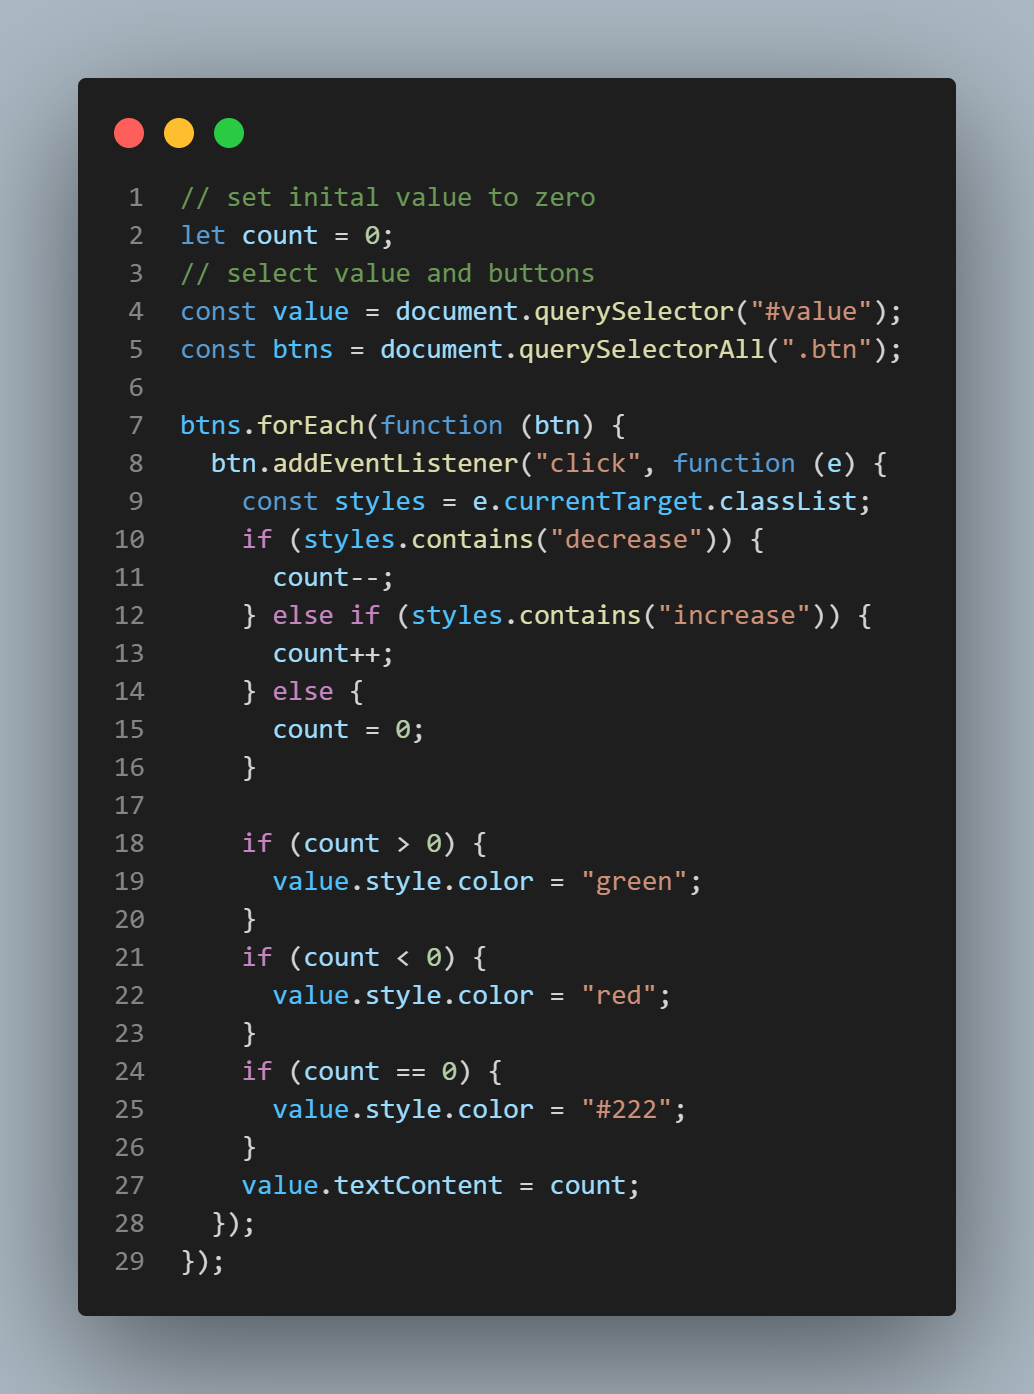 1 // set inital value to zero
2 let count = 0;
3 // select value and buttons
4 const value = document.querySelector("#value");
5 const btns = document.querySelectorAll(".btn");
6
7 btns.forEach(function (btn) {
8   btn.addEventListener("click", function (e) {
9     const styles = e.currentTarget.classList;
10     if (styles.contains("decrease")) {
11       count--;
12     } else if (styles.contains("increase")) {
13       count++;
14     } else {
15       count = 0;
16     }
17
18     if (count > 0) {
19       value.style.color = "green";
20     }
21     if (count < 0) {
22       value.style.color = "red";
23     }
24     if (count == 0) {
25       value.style.color = "#222";
26     }
27     value.textContent = count;
28   });
29 });